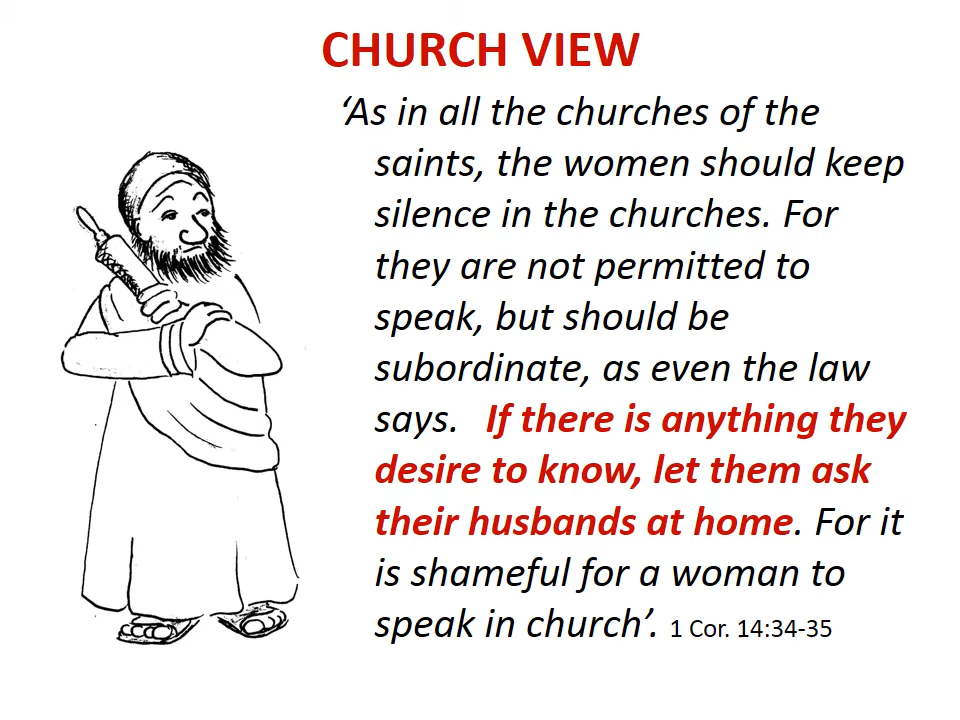 CHURCH VIEW
‘As in all the churches of the
saints, the women should keep
silence in the churches. For
they are not permitted to
speak, but should be
subordinate, as even the law
says.   If there is anything they
desire to know, let them ask
their husbands at home. For it
is shameful for a woman to
speak in church’. 1 Cor. 14:34-35